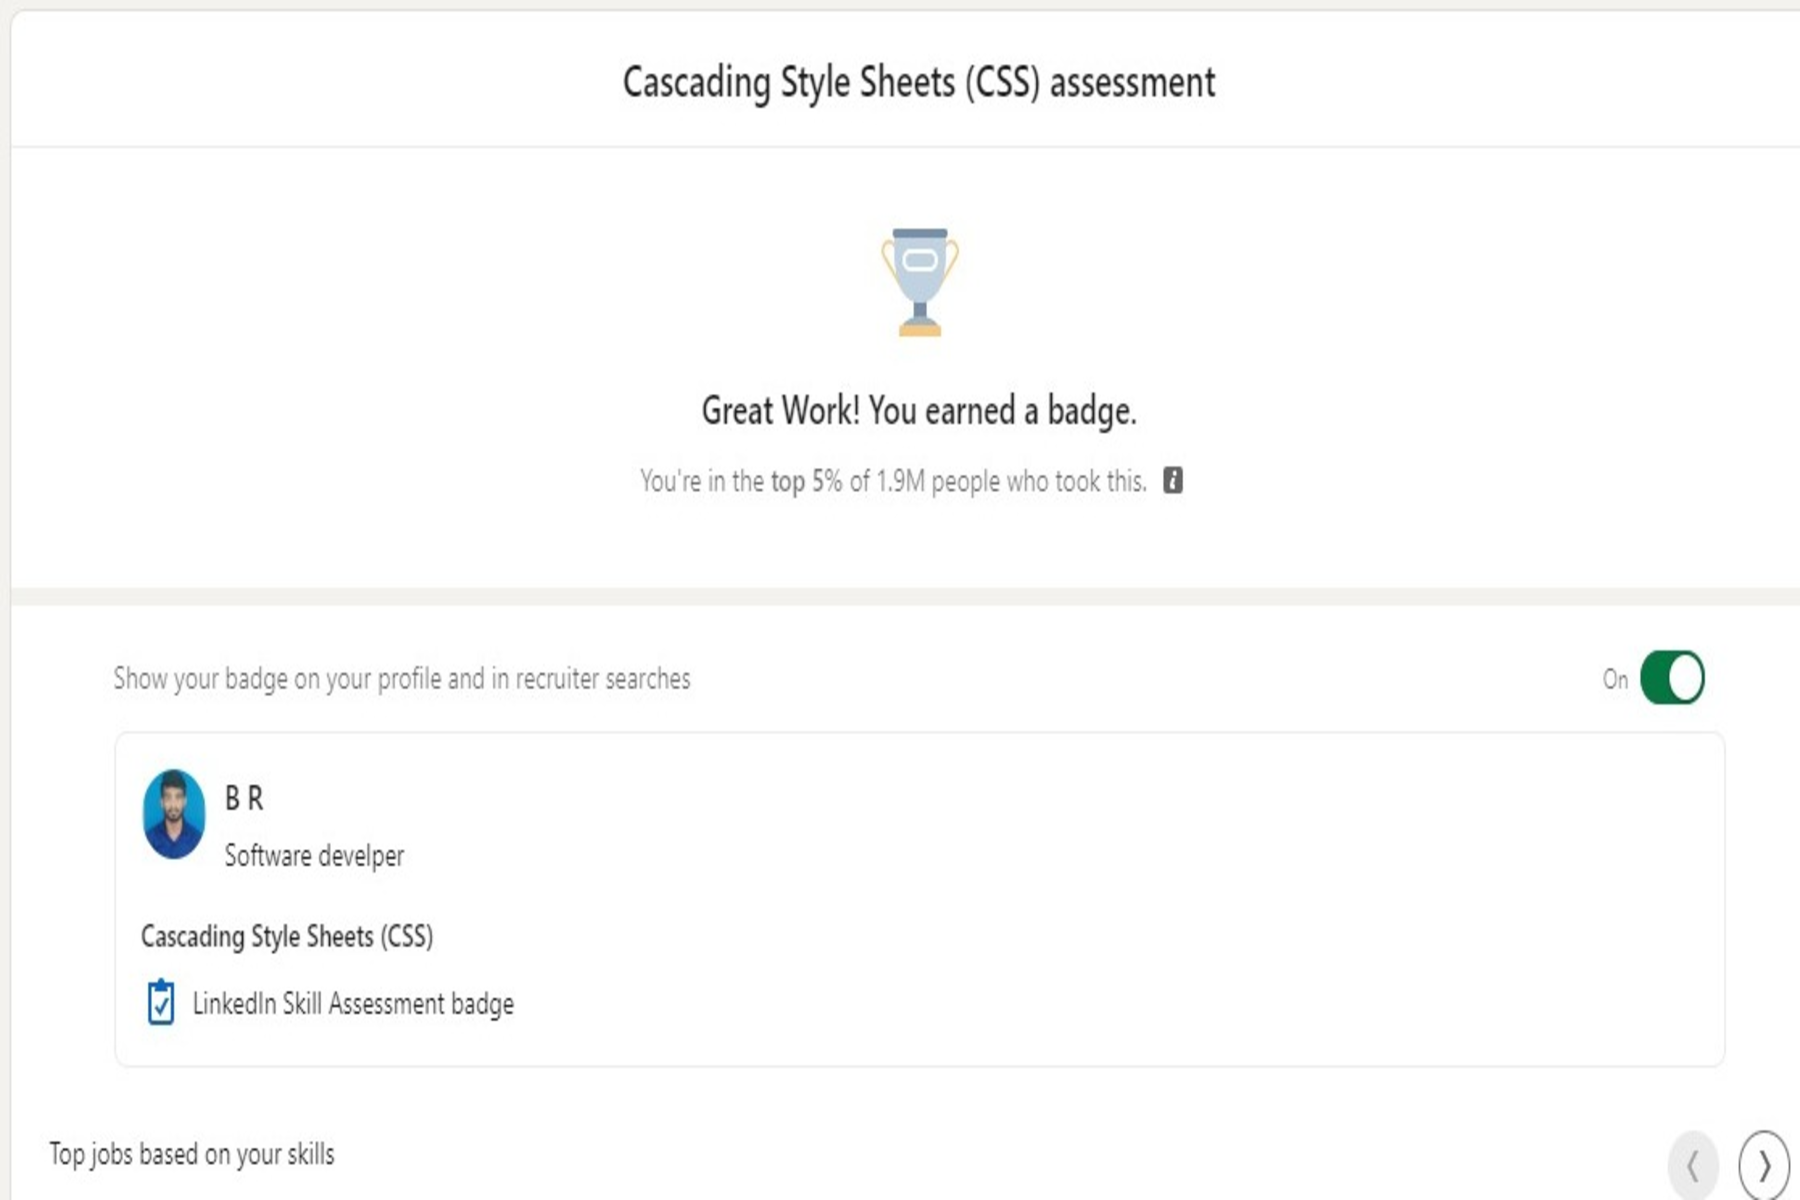 Cascading Style Sheets (CSS) assessment
Great Work! You earned a badge.
You're in the top 5% of 1.9M people who took this. i
Show your badge on your profile and in recruiter searches
On
B R
Software develper
Cascading Style Sheets (CSS)
LinkedIn Skill Assessment badge
Top jobs based on your skills